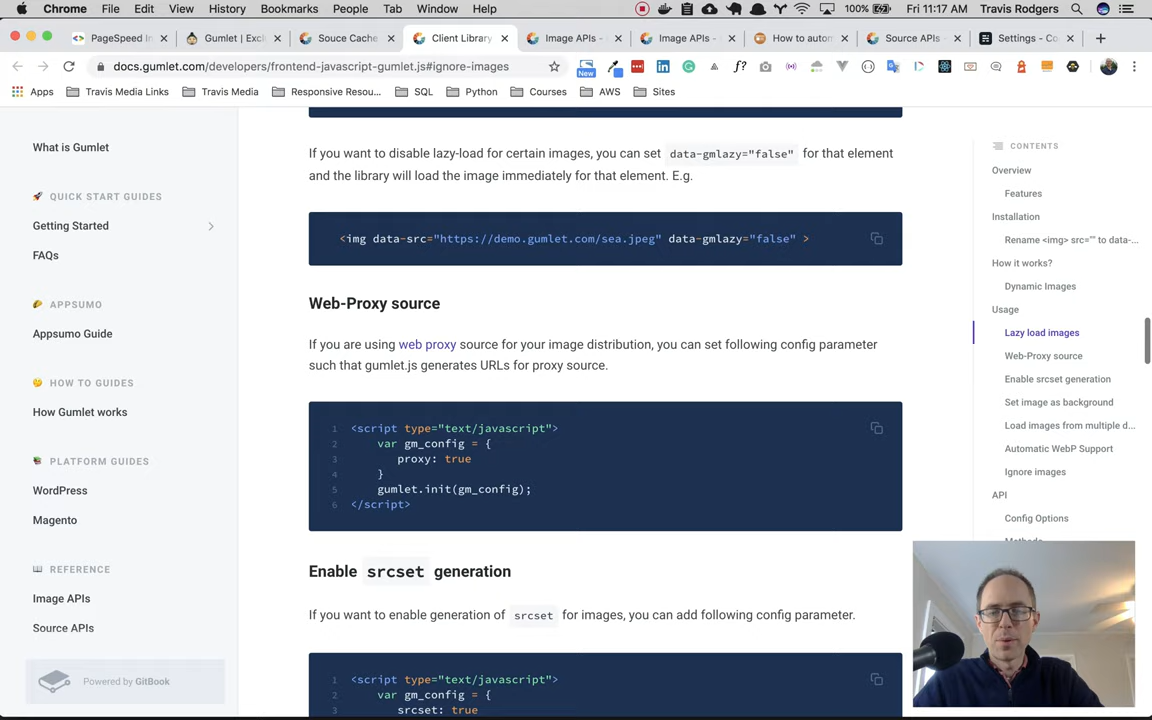 Chrome File Edit View History Bookmarks People Tab Window Help 100% Fri 11:17 AM Travis Rodgers
PageSpeed In
Gumlet | Excl
Souce Cache
Client Library
Image APIs -
Image APIs -
How to autom
Source APIs -
Settings - Co
docs.gumlet.com/developers/frontend-javascript-gumlet.js#ignore-images
New
f?
Apps Travis Media Links Travis Media Responsive Resou... SQL Python Courses AWS Sites
What is Gumlet
QUICK START GUIDES
Getting Started
FAQs
APPSUMO
Appsumo Guide
HOW TO GUIDES
How Gumlet works
PLATFORM GUIDES
WordPress
Magento
REFERENCE
Image APIs
Source APIs
Powered by GitBook
If you want to disable lazy-load for certain images, you can set data-gmlazy="false" for that element
and the library will load the image immediately for that element. E.g.
<img data-src="https://demo.gumlet.com/sea.jpeg" data-gmlazy="false" >
Web-Proxy source
If you are using web proxy source for your image distribution, you can set following config parameter
such that gumlet.js generates URLs for proxy source.
1 <script type="text/javascript">
2 var gm_config = {
3 proxy: true
4 }
5 gumlet.init(gm_config);
6 </script>
Enable srcset generation
If you want to enable generation of srcset for images, you can add following config parameter.
1 <script type="text/javascript">
2 var gm_config = {
3 srcset: true
CONTENTS
Overview
Features
Installation
Rename <img> src="" to data-...
How it works?
Dynamic Images
Usage
Lazy load images
Web-Proxy source
Enable srcset generation
Set image as background
Load images from multiple d...
Automatic WebP Support
Ignore images
API
Config Options